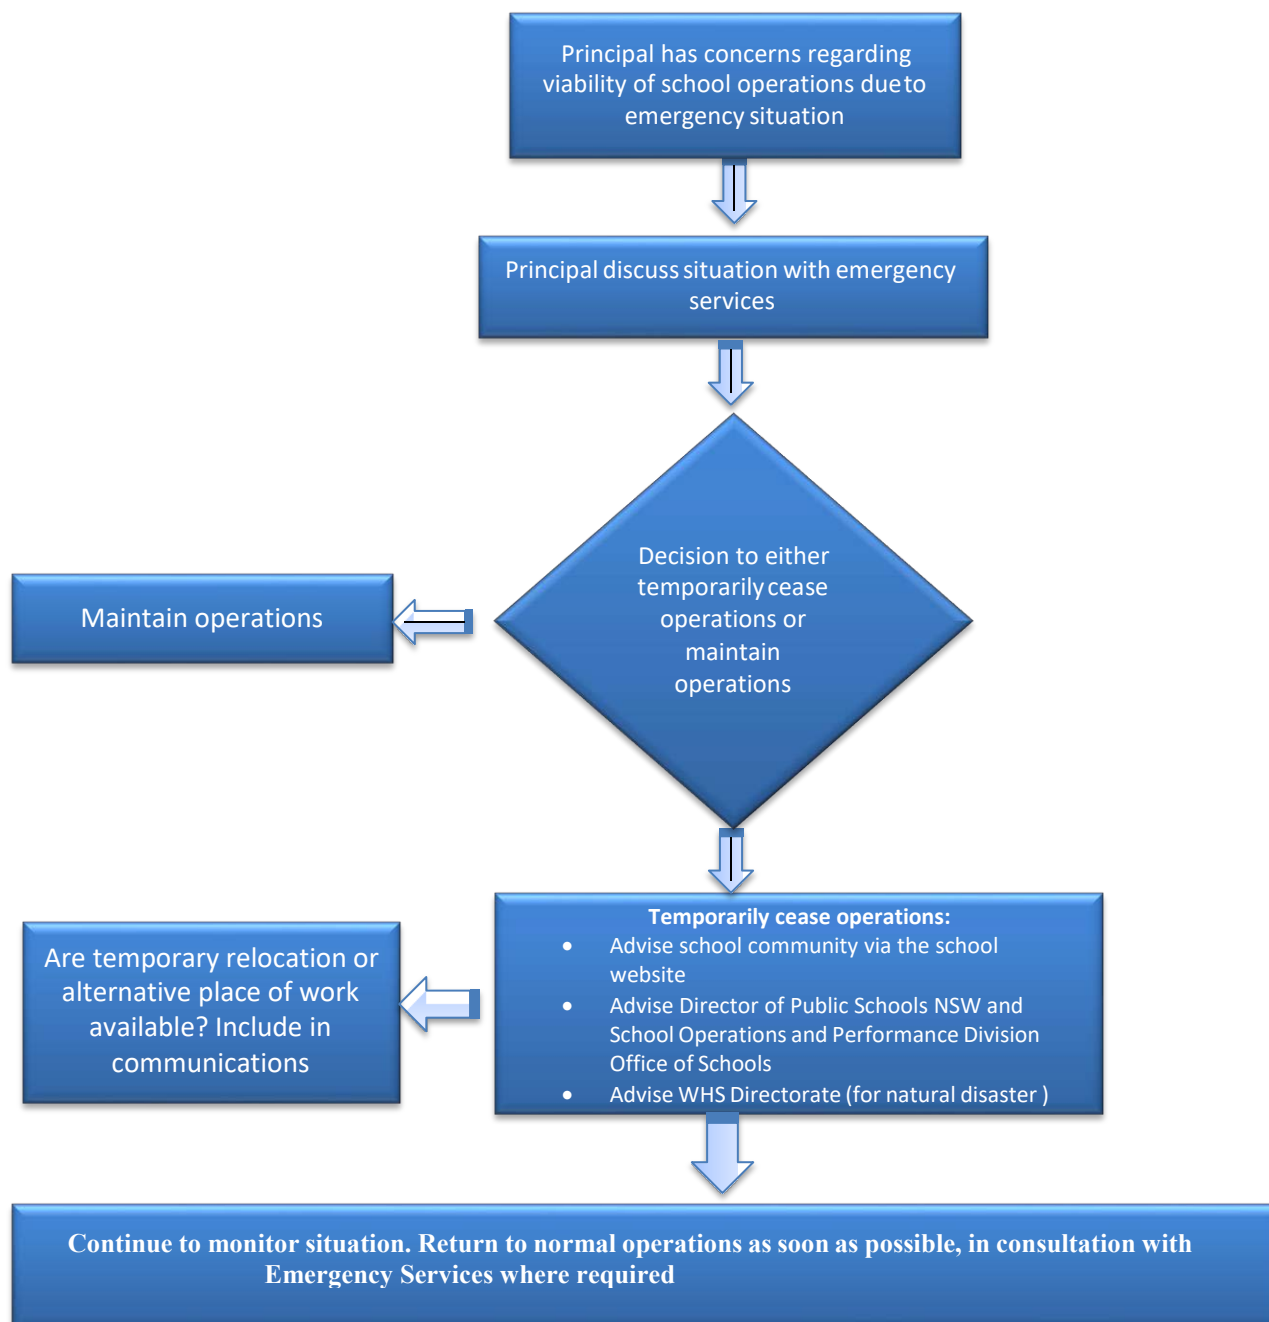 Principal has concerns regarding
viability of school operations due to
emergency situation
Principal discuss situation with emergency
services
Decision to either
temporarily cease
operations or
maintain
operations
Maintain operations
Temporarily cease operations:
• Advise school community via the school
website
• Advise Director of Public Schools NSW and
School Operations and Performance Division
Office of Schools
• Advise WHS Directorate (for natural disaster )
Are temporary relocation or
alternative place of work
available? Include in
communications
Continue to monitor situation. Return to normal operations as soon as possible, in consultation with
Emergency Services where required